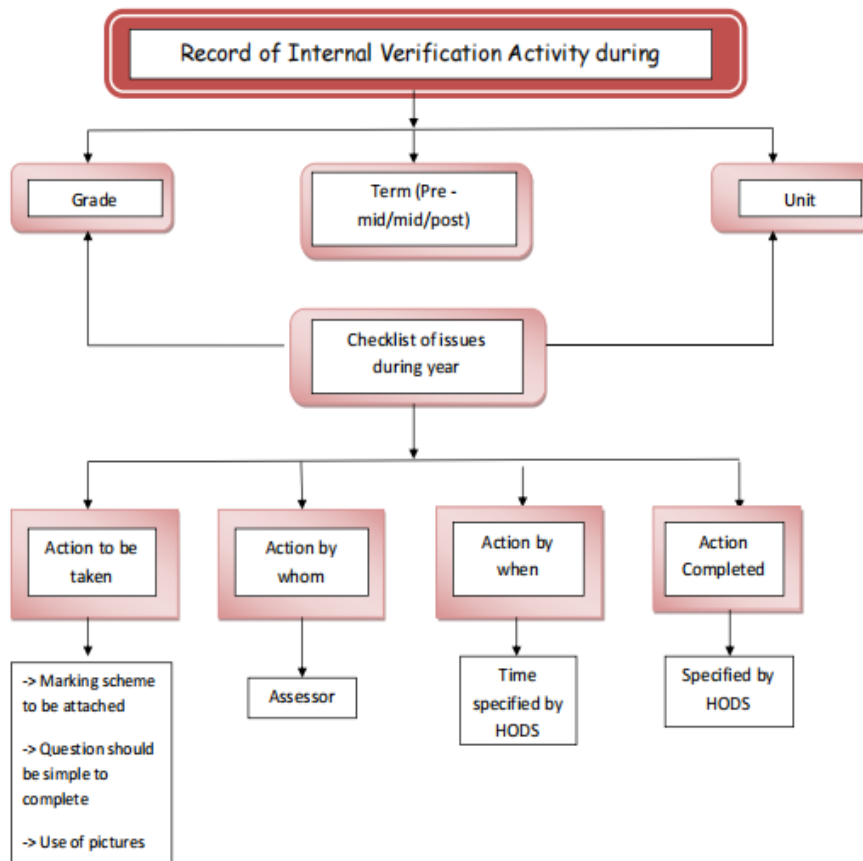 Record of Internal Verification Activity during
Grade
Term (Pre -
mid/mid/post)
Unit
Checklist of issues
during year
Action to be
taken
Action by
whom
Action by
when
Action
Completed
-> Marking scheme
to be attached
-> Question should
be simple to
complete
-> Use of pictures
Assessor
Time
specified by
HODS
Specified by
HODS